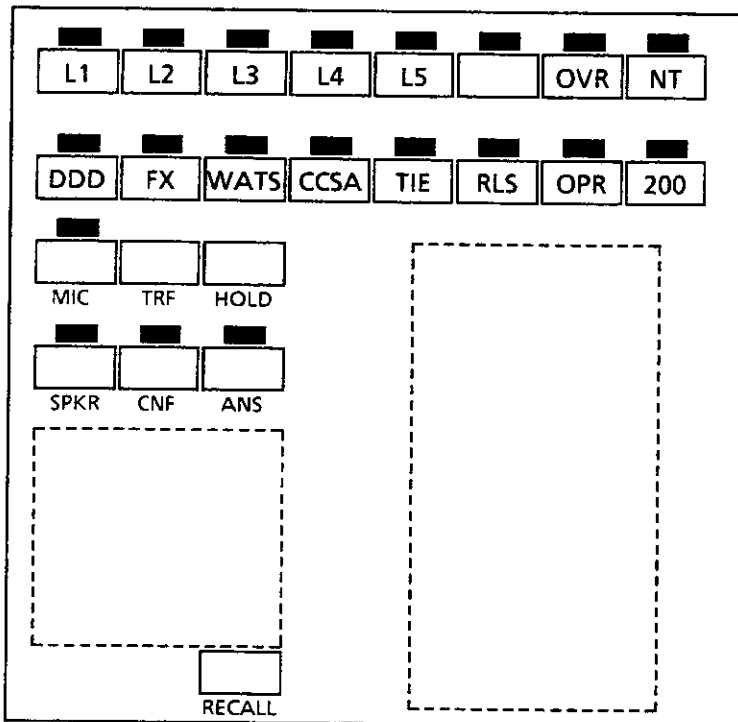 L1 L2 L3 L4 L5 OVR NT
DDD FX WATS CCSA TIE RLS OPR 200
MIC TRF HOLD
SPKR CNF ANS
RECALL